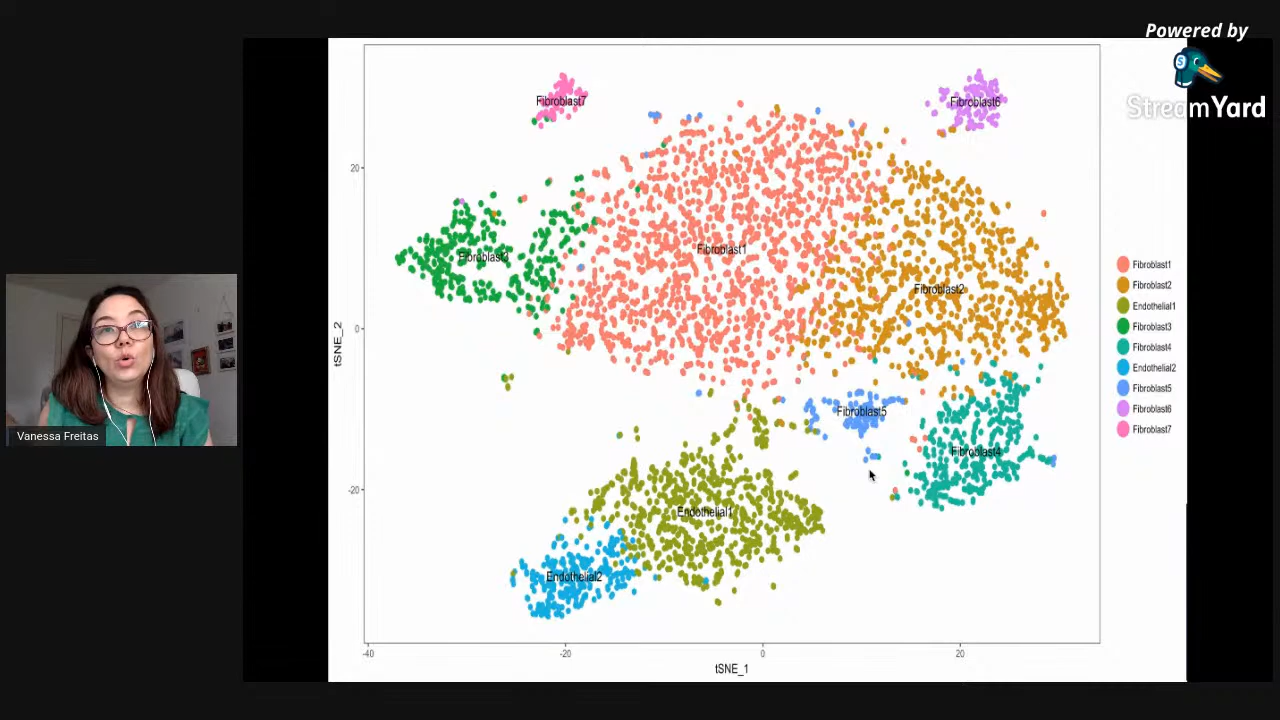 Powered by
StreamYard
Fibroblast7
Fibroblast6
20
Fibroblast1
Fibroblast3
Fibroblast2
Fibroblast1
Fibroblast2
Endothelial1
Fibroblast3
Fibroblast4
Endothelial2
Fibroblast5
Fibroblast6
Fibroblast7
tSNE_2
0
Fibroblast5
Vanessa Freitas
Fibroblast4
-20
Endothelial1
Endothelial2
-40
-20
0
20
tSNE_1